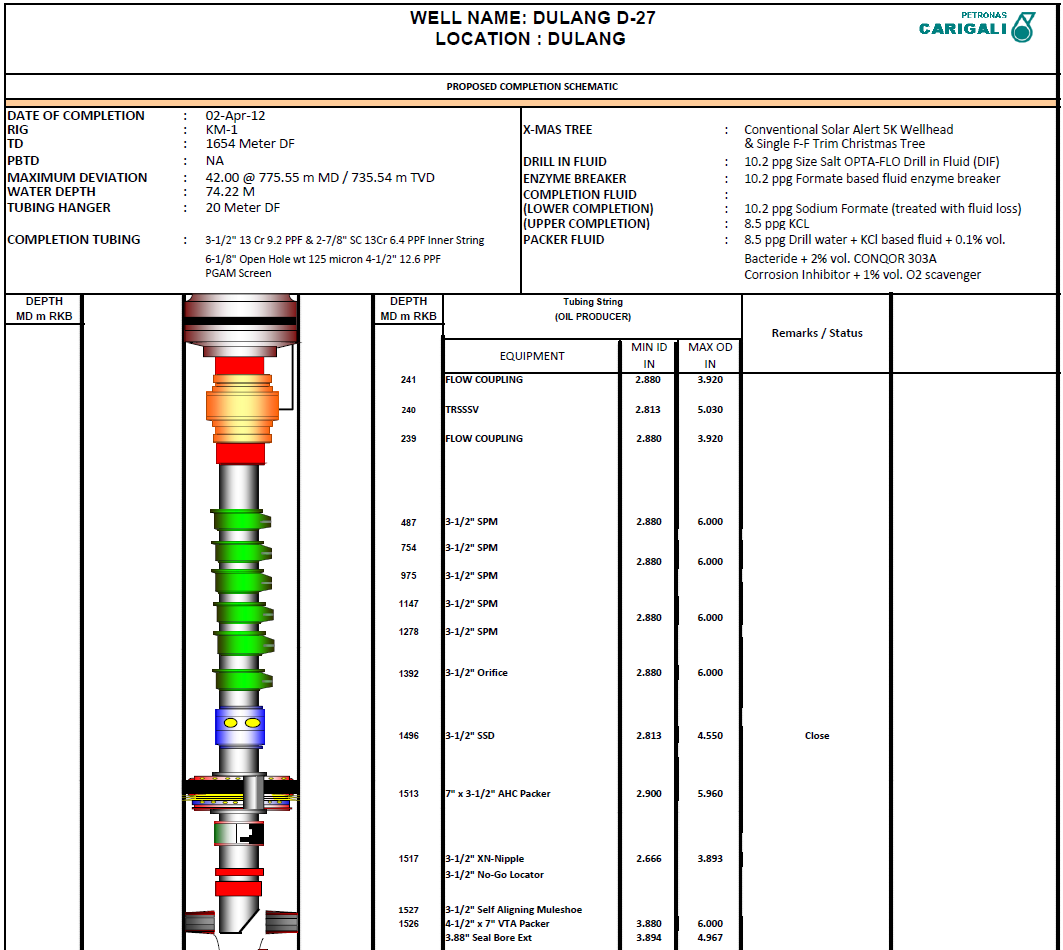 WELL NAME: DULANG D-27
LOCATION : DULANG
PETRONAS
CARIGALI
PROPOSED COMPLETION SCHEMATIC
DATE OF COMPLETION : 02-Apr-12
RIG : KM-1
TD : 1654 Meter DF
PBTD : NA
MAXIMUM DEVIATION : 42.00 @ 775.55 m MD / 735.54 m TVD
WATER DEPTH : 74.22 M
TUBING HANGER : 20 Meter DF
COMPLETION TUBING : 3-1/2" 13 Cr 9.2 PPF & 2-7/8" SC 13Cr 6.4 PPF Inner String
6-1/8" Open Hole wt 125 micron 4-1/2" 12.6 PPF
PGAM Screen
X-MAS TREE : Conventional Solar Alert 5K Wellhead
& Single F-F Trim Christmas Tree
DRILL IN FLUID : 10.2 ppg Size Salt OPTA-FLO Drill in Fluid (DIF)
ENZYME BREAKER : 10.2 ppg Formate based fluid enzyme breaker
COMPLETION FLUID :
(LOWER COMPLETION) : 10.2 ppg Sodium Formate (treated with fluid loss)
(UPPER COMPLETION) : 8.5 ppg KCL
PACKER FLUID : 8.5 ppg Drill water + KCl based fluid + 0.1% vol.
Bacteride + 2% vol. CONQOR 303A
Corrosion Inhibitor + 1% vol. O2 scavenger
DEPTH
MD m RKB
DEPTH
MD m RKB
Tubing String
(OIL PRODUCER)
Remarks / Status
EQUIPMENT
MIN ID
IN
MAX OD
IN
241 FLOW COUPLING 2.880 3.920
240 TRSSSV 2.813 5.030
239 FLOW COUPLING 2.880 3.920
487 3-1/2" SPM 2.880 6.000
754 3-1/2" SPM
2.880 6.000
975 3-1/2" SPM
1147 3-1/2" SPM
2.880 6.000
1278 3-1/2" SPM
1392 3-1/2" Orifice 2.880 6.000
1496 3-1/2" SSD 2.813 4.550 Close
1513 7" x 3-1/2" AHC Packer 2.900 5.960
1517 3-1/2" XN-Nipple 2.666 3.893
3-1/2" No-Go Locator
1527 3-1/2" Self Aligning Muleshoe
1526 4-1/2" x 7" VTA Packer 3.880 6.000
3.88" Seal Bore Ext 3.894 4.967